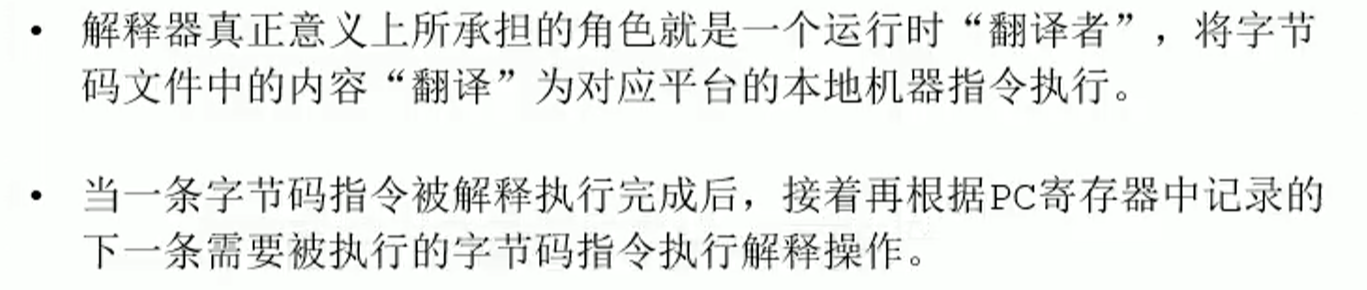 • 解释器真正意义上所承担的角色就是一个运行时“翻译者”，将字节
码文件中的内容“翻译”为对应平台的本地机器指令执行。
• 当一条字节码指令被解释执行完成后，接着再根据PC寄存器中记录的
下一条需要被执行的字节码指令执行解释操作。